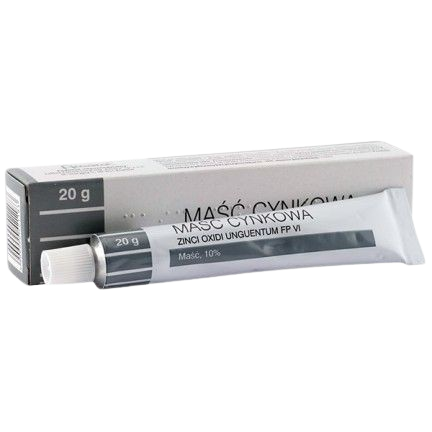 20 g
MAŚĆ CYNKOWA
20 g
MAŚĆ CYNKOWA
ZINCI OXIDI UNGUENTUM FP VI
Maść, 10%